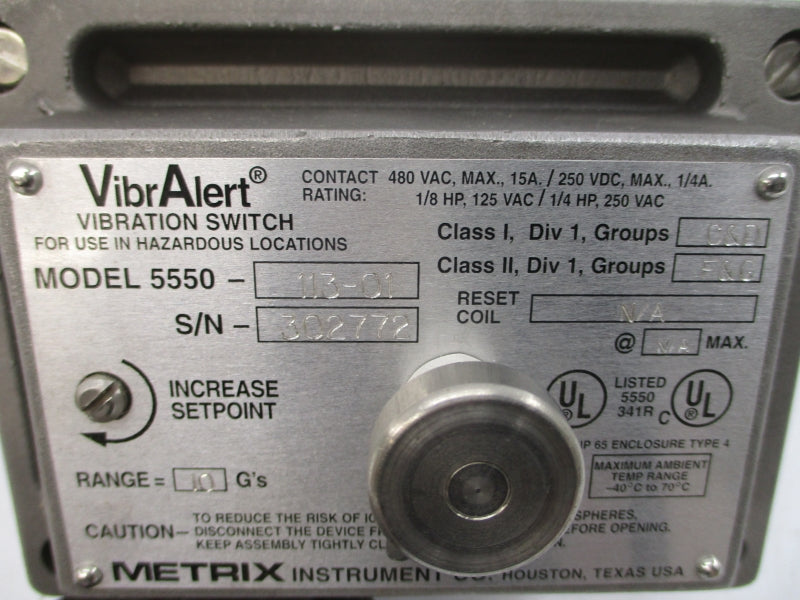 VibrAlert®
VIBRATION SWITCH
FOR USE IN HAZARDOUS LOCATIONS
CONTACT RATING: 480 VAC, MAX., 15A. / 250 VDC, MAX., 1/4A.
1/8 HP, 125 VAC / 1/4 HP, 250 VAC
Class I, Div 1, Groups C&D
Class II, Div 1, Groups E&G
MODEL 5550 - 113-01
S/N - 302772
RESET COIL N/A
@ N/A MAX.
INCREASE
SETPOINT
UL ®
LISTED
5550
341R
C UL ®
IP 65 ENCLOSURE TYPE 4
RANGE = 10 G's
MAXIMUM AMBIENT
TEMP RANGE
-40°C to 70°C
CAUTION - TO REDUCE THE RISK OF
DISCONNECT THE DEVICE BEFORE OPENING.
KEEP ASSEMBLY TIGHTLY
METRIX INSTRUMENT CO. HOUSTON, TEXAS USA